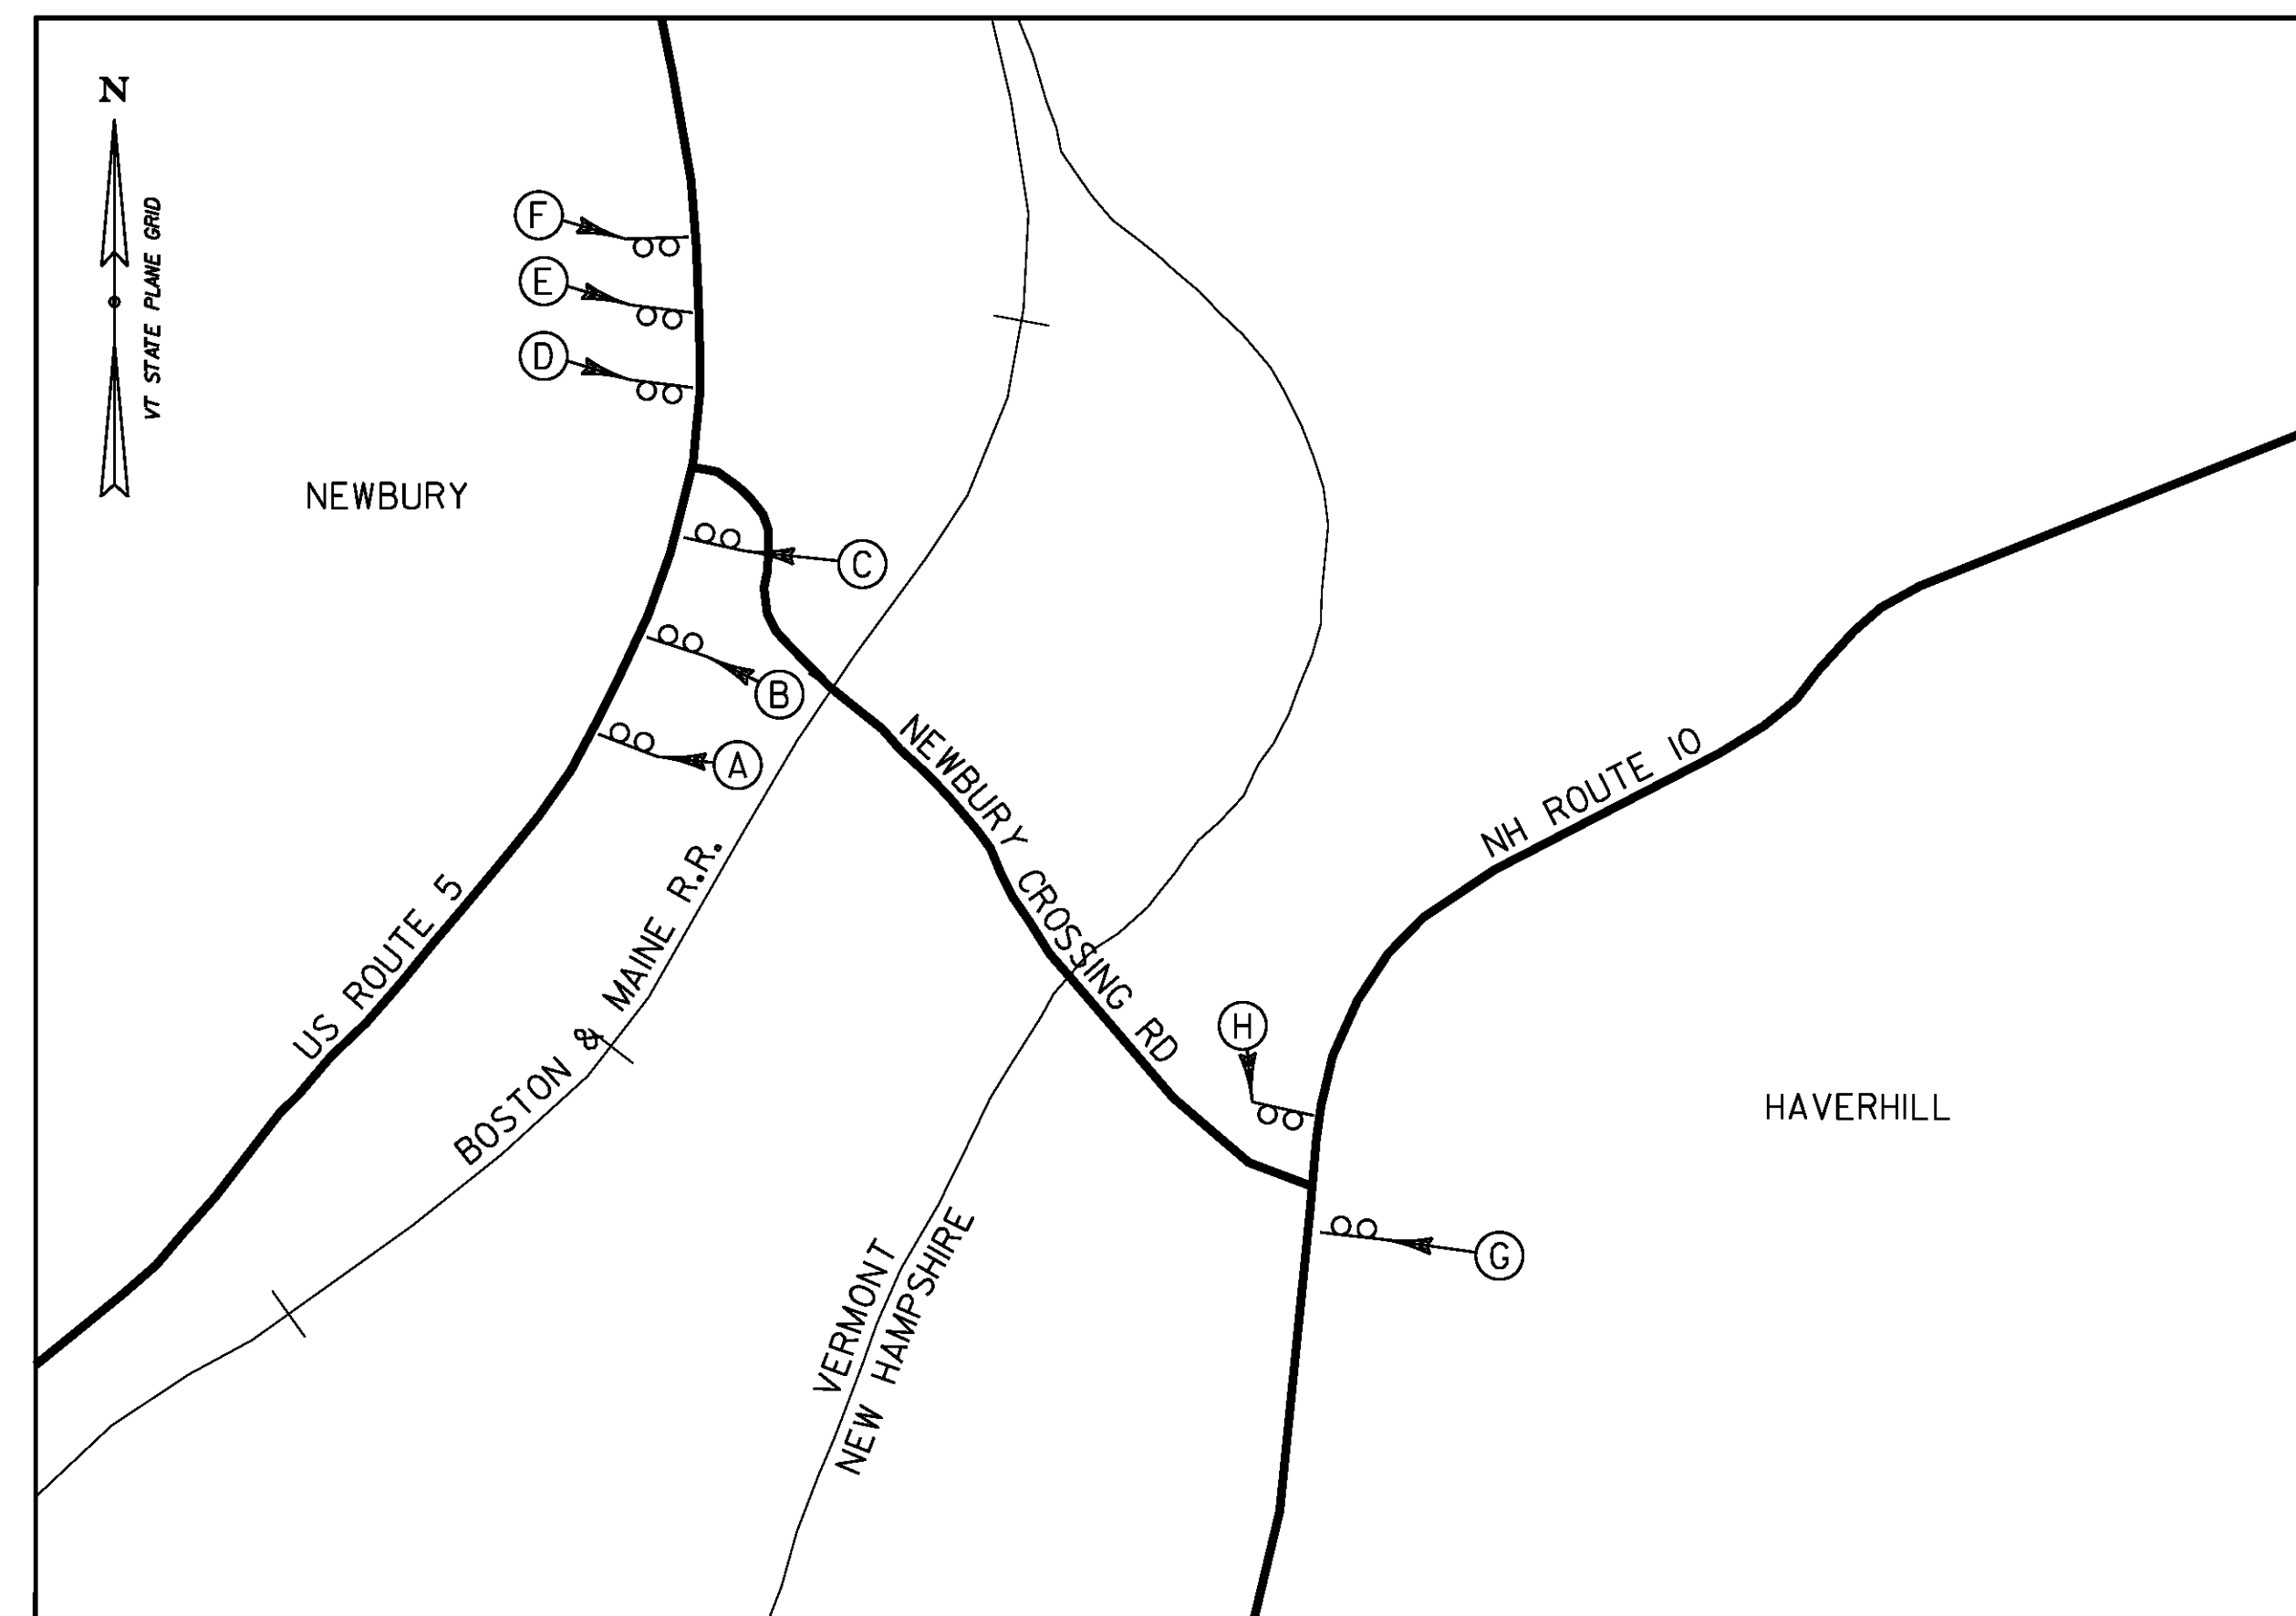 N
VT STATE PLANE GRID
F
E
D
NEWBURY
C
B
A
NEWBURY CROSSING RD
NH ROUTE 10
US ROUTE 5
BOSTON & MAINE R.R.
H
HAVERHILL
G
VERMONT
NEW HAMPSHIRE